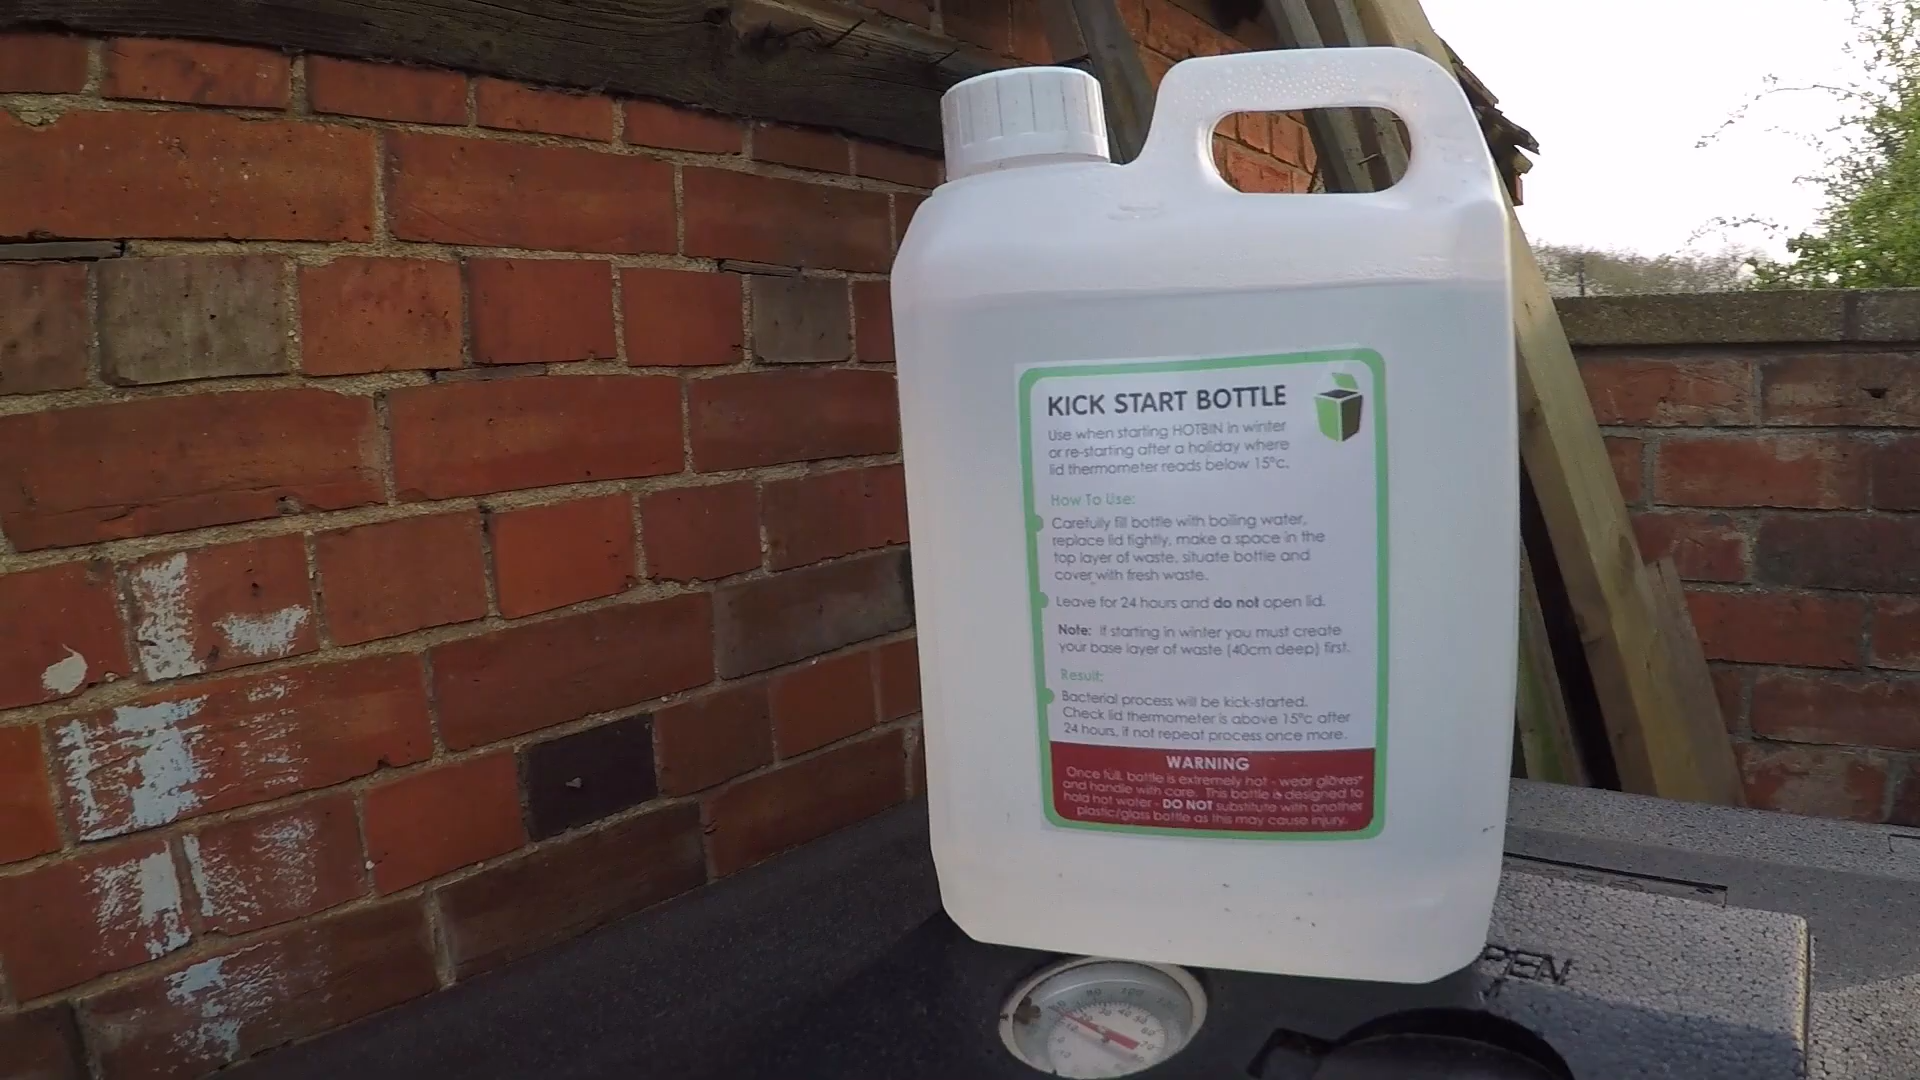 KICK START BOTTLE
Use when starting HOTBIN in winter
or re-starting after a holiday where
lid thermometer reads below 15°c.
How To Use:
Carefully fill bottle with boiling water,
replace lid tightly, make a space in the
top layer of waste, situate bottle and
cover with fresh waste.
Leave for 24 hours and do not open lid.
Note: If starting in winter you must create
your base layer of waste (40cm deep) first.
Result:
Bacterial process will be kick-started.
Check lid thermometer is above 15°c after
24 hours, if not repeat process once more.
WARNING
Once full, bottle is extremely hot - wear gloves*
and handle with care. This bottle is designed to
hold hot water - DO NOT substitute with another
plastic/glass bottle as this may cause injury.
PEN